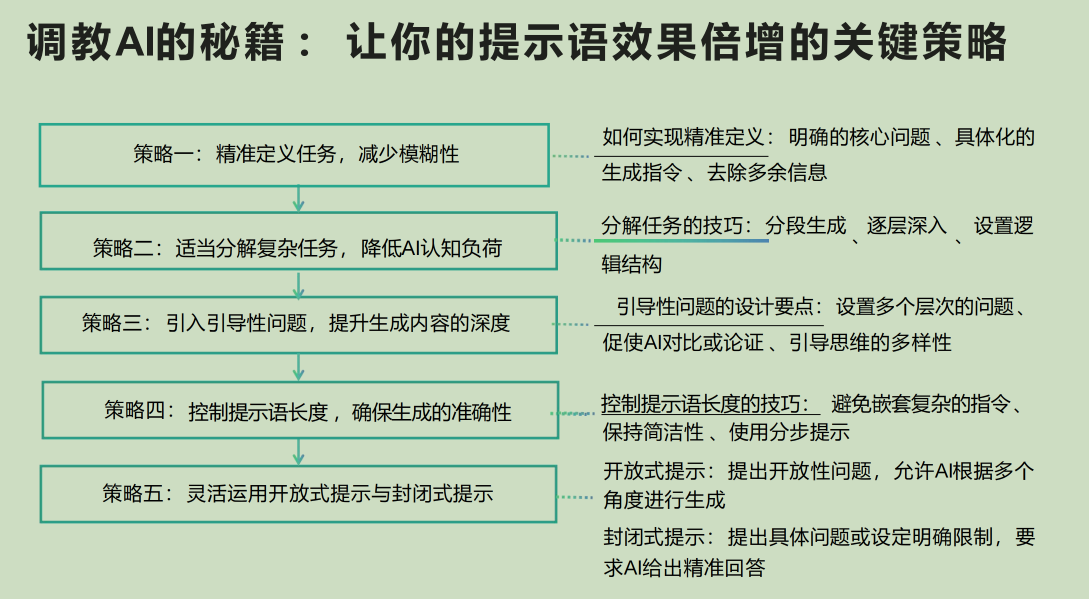 调教AI的秘籍： 让你的提示语效果倍增的关键策略
策略一：精准定义任务，减少模糊性
如何实现精准定义：明确的核心问题、具体化的
生成指令、去除多余信息
策略二：适当分解复杂任务，降低AI认知负荷
分解任务的技巧：分段生成、逐层深入、设置逻
辑结构
策略三：引入引导性问题，提升生成内容的深度
引导性问题的设计要点：设置多个层次的问题、
促使AI对比或论证、引导思维的多样性
策略四：控制提示语长度，确保生成的准确性
控制提示语长度的技巧：避免嵌套复杂的指令、
保持简洁性、使用分步提示
策略五：灵活运用开放式提示与封闭式提示
开放式提示：提出开放性问题，允许AI根据多个
角度进行生成
封闭式提示：提出具体问题或设定明确限制，要
求AI给出精准回答